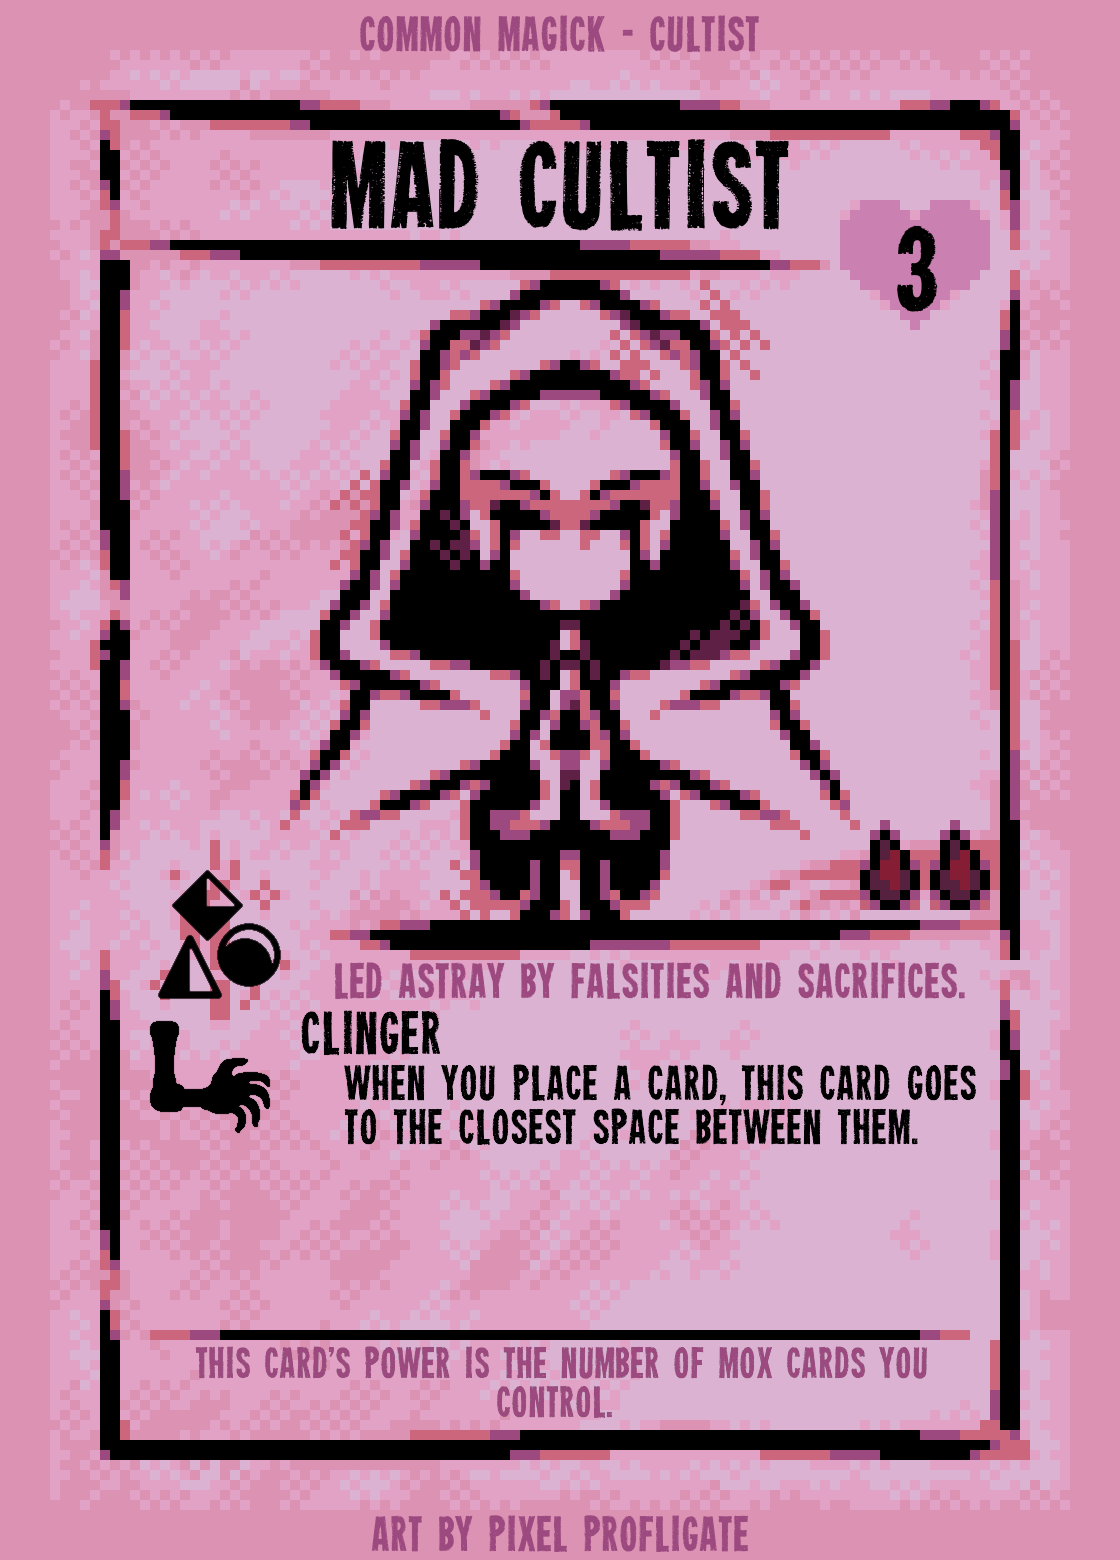 COMMON MAGICK - CULTIST
MAD CULTIST
3
LED ASTRAY BY FALSITIES AND SACRIFICES.
CLINGER
WHEN YOU PLACE A CARD, THIS CARD GOES
TO THE CLOSEST SPACE BETWEEN THEM.
THIS CARD'S POWER IS THE NUMBER OF MOX CARDS YOU
CONTROL.
ART BY PIXEL PROFLIGATE